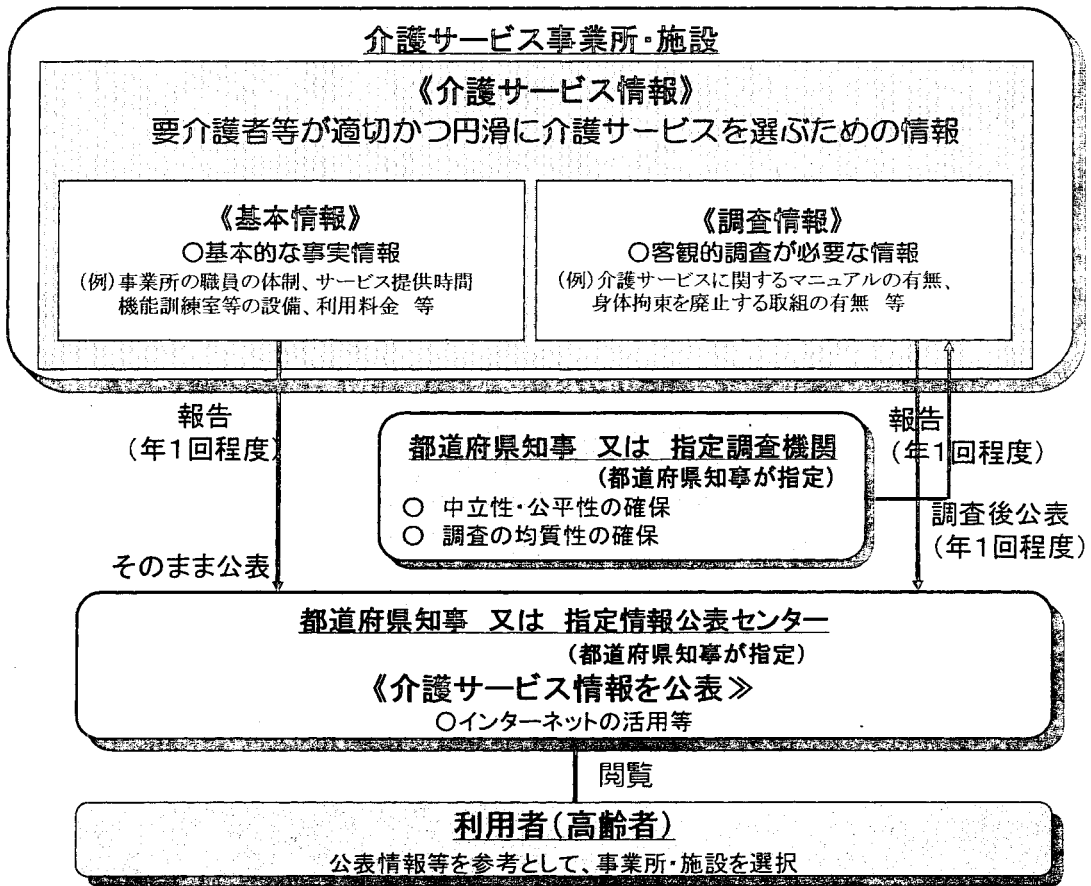 介護サービス事業所・施設
《介護サービス情報》
要介護者等が適切かつ円滑に介護サービスを選ぶための情報
《基本情報》
○基本的な事実情報
(例)事業所の職員の体制、サービス提供時間
機能訓練室等の設備、利用料金 等
《調査情報》
○客観的調査が必要な情報
(例)介護サービスに関するマニュアルの有無、
身体拘束を廃止する取組の有無 等
報告
(年1回程度)
都道府県知事 又は 指定調査機関
(都道府県知事が指定)
○ 中立性・公平性の確保
○ 調査の均質性の確保
報告
(年1回程度)
調査後公表
(年1回程度)
そのまま公表
都道府県知事 又は 指定情報公表センター
(都道府県知事が指定)
《介護サービス情報を公表≫
○インターネットの活用等
閲覧
利用者(高齢者)
公表情報等を参考として、事業所・施設を選択